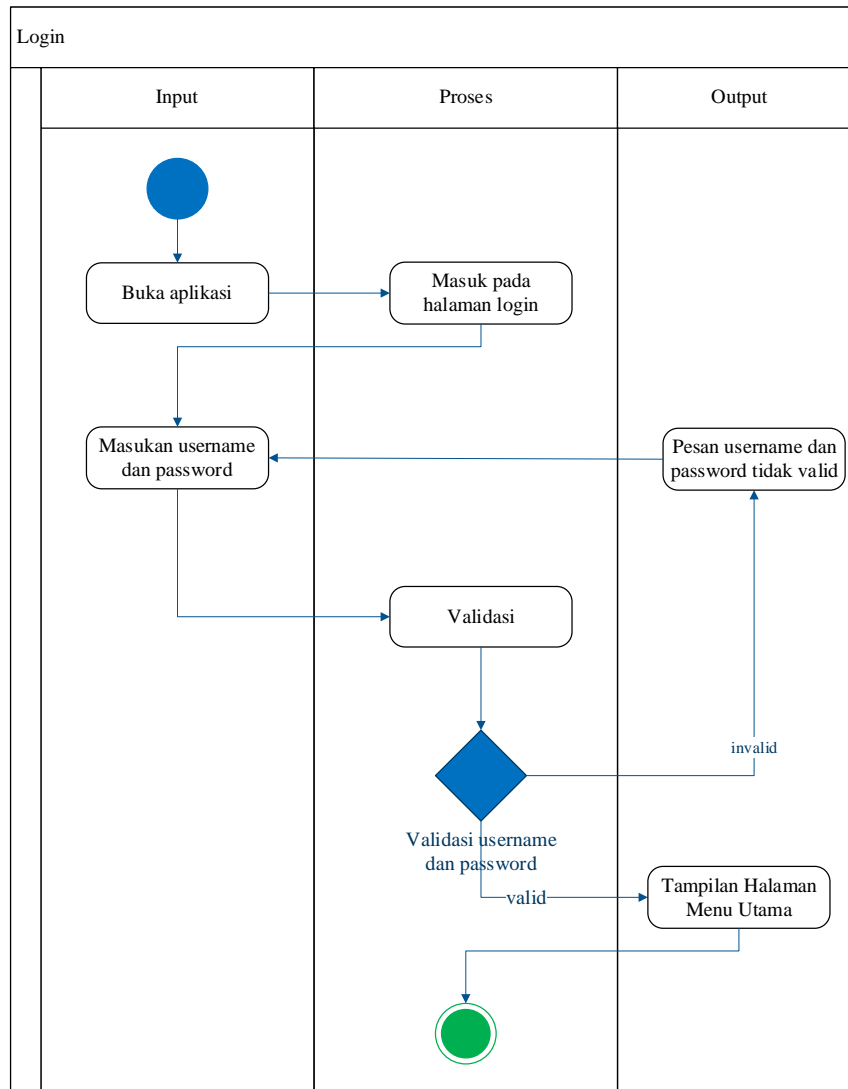 Login
Input
Proses
Output
Buka aplikasi
Masuk pada
halaman login
Masukan username
dan password
Pesan username dan
password tidak valid
Validasi
invalid
Validasi username
dan password
valid
Tampilan Halaman
Menu Utama